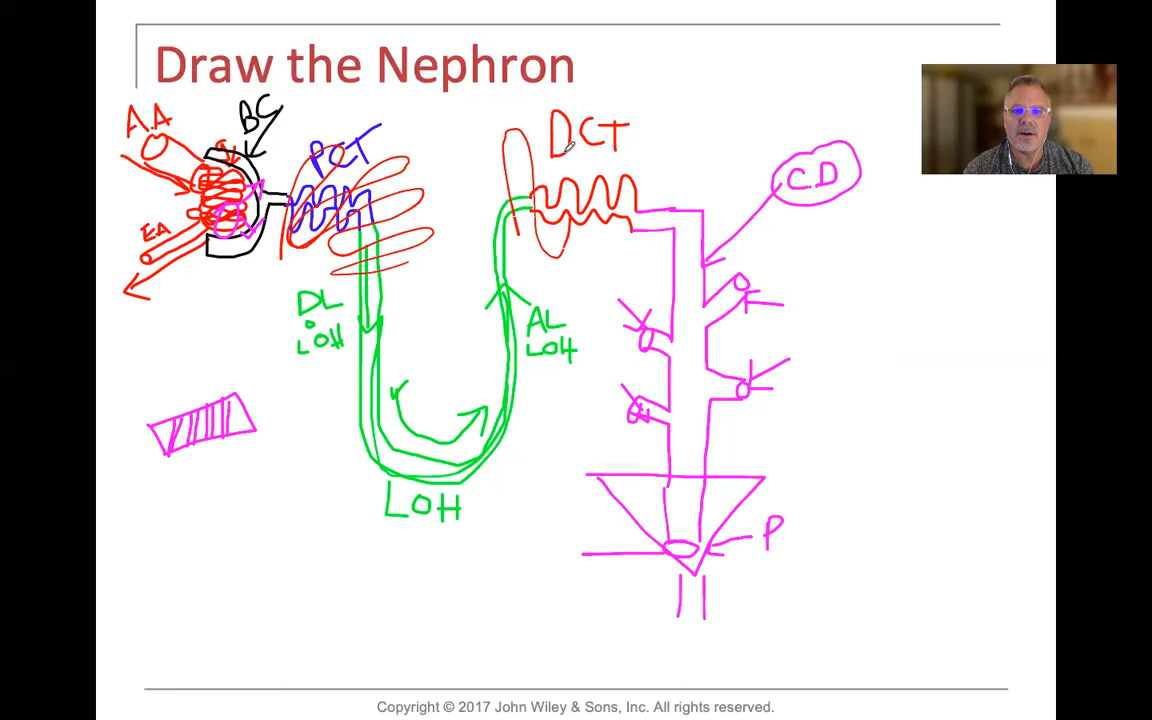 Draw the Nephron
A.A
BC
PCT
DCT
CD
EA
DL
o
LOH
AL
LOH
LOH
P
Copyright © 2017 John Wiley & Sons, Inc. All rights reserved.